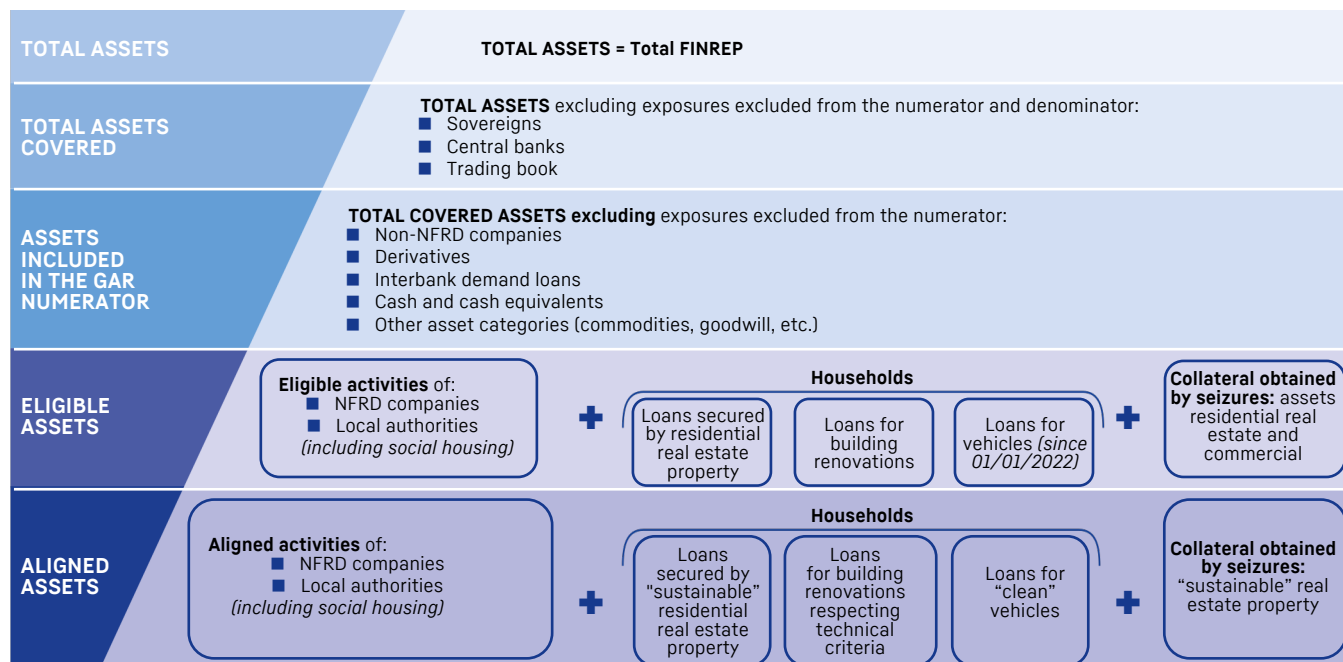 TOTAL ASSETS
TOTAL ASSETS = Total FINREP
TOTAL ASSETS
COVERED
TOTAL ASSETS excluding exposures excluded from the numerator and denominator:
■ Sovereigns
■ Central banks
■ Trading book
ASSETS
INCLUDED
IN THE GAR
NUMERATOR
TOTAL COVERED ASSETS excluding exposures excluded from the numerator:
■ Non-NFRD companies
■ Derivatives
■ Interbank demand loans
■ Cash and cash equivalents
■ Other asset categories (commodities, goodwill, etc.)
ELIGIBLE
ASSETS
Eligible activities of:
■ NFRD companies
■ Local authorities
(including social housing)
+
Households
Loans secured
by residential
real estate
property
Loans for
building
renovations
Loans for
vehicles (since
01/01/2022)
+
Collateral obtained
by seizures: assets
residential real
estate and
commercial
ALIGNED
ASSETS
Aligned activities of:
■ NFRD companies
■ Local authorities
(including social housing)
+
Households
Loans
secured by
"sustainable"
residential
real estate
property
Loans
for building
renovations
respecting
technical
criteria
Loans for
“clean”
vehicles
+
Collateral obtained
by seizures:
“sustainable” real
estate property